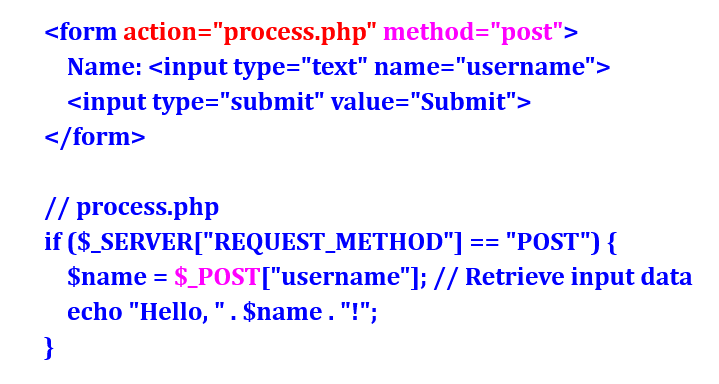 <form action="process.php" method="post">
Name: <input type="text" name="username">
<input type="submit" value="Submit">
</form>
// process.php
if ($_SERVER["REQUEST_METHOD"] == "POST") {
$name = $_POST["username"]; // Retrieve input data
echo "Hello, " . $name . "!";
}